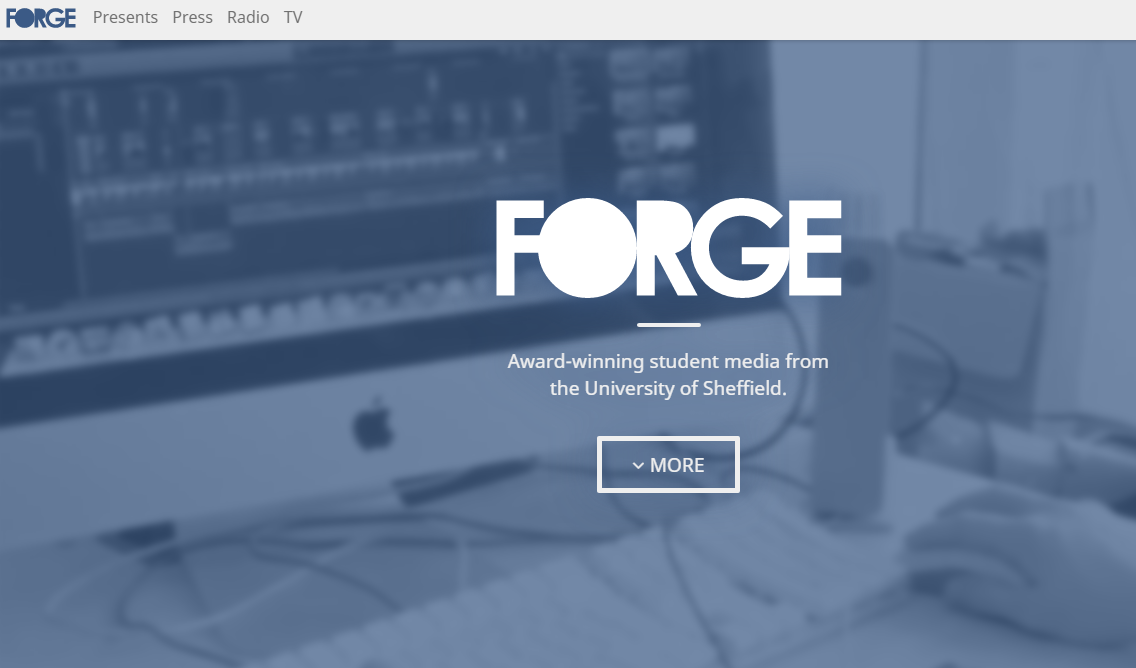 FORGE Presents Press Radio TV
FORGE
Award-winning student media from
the University of Sheffield.
MORE